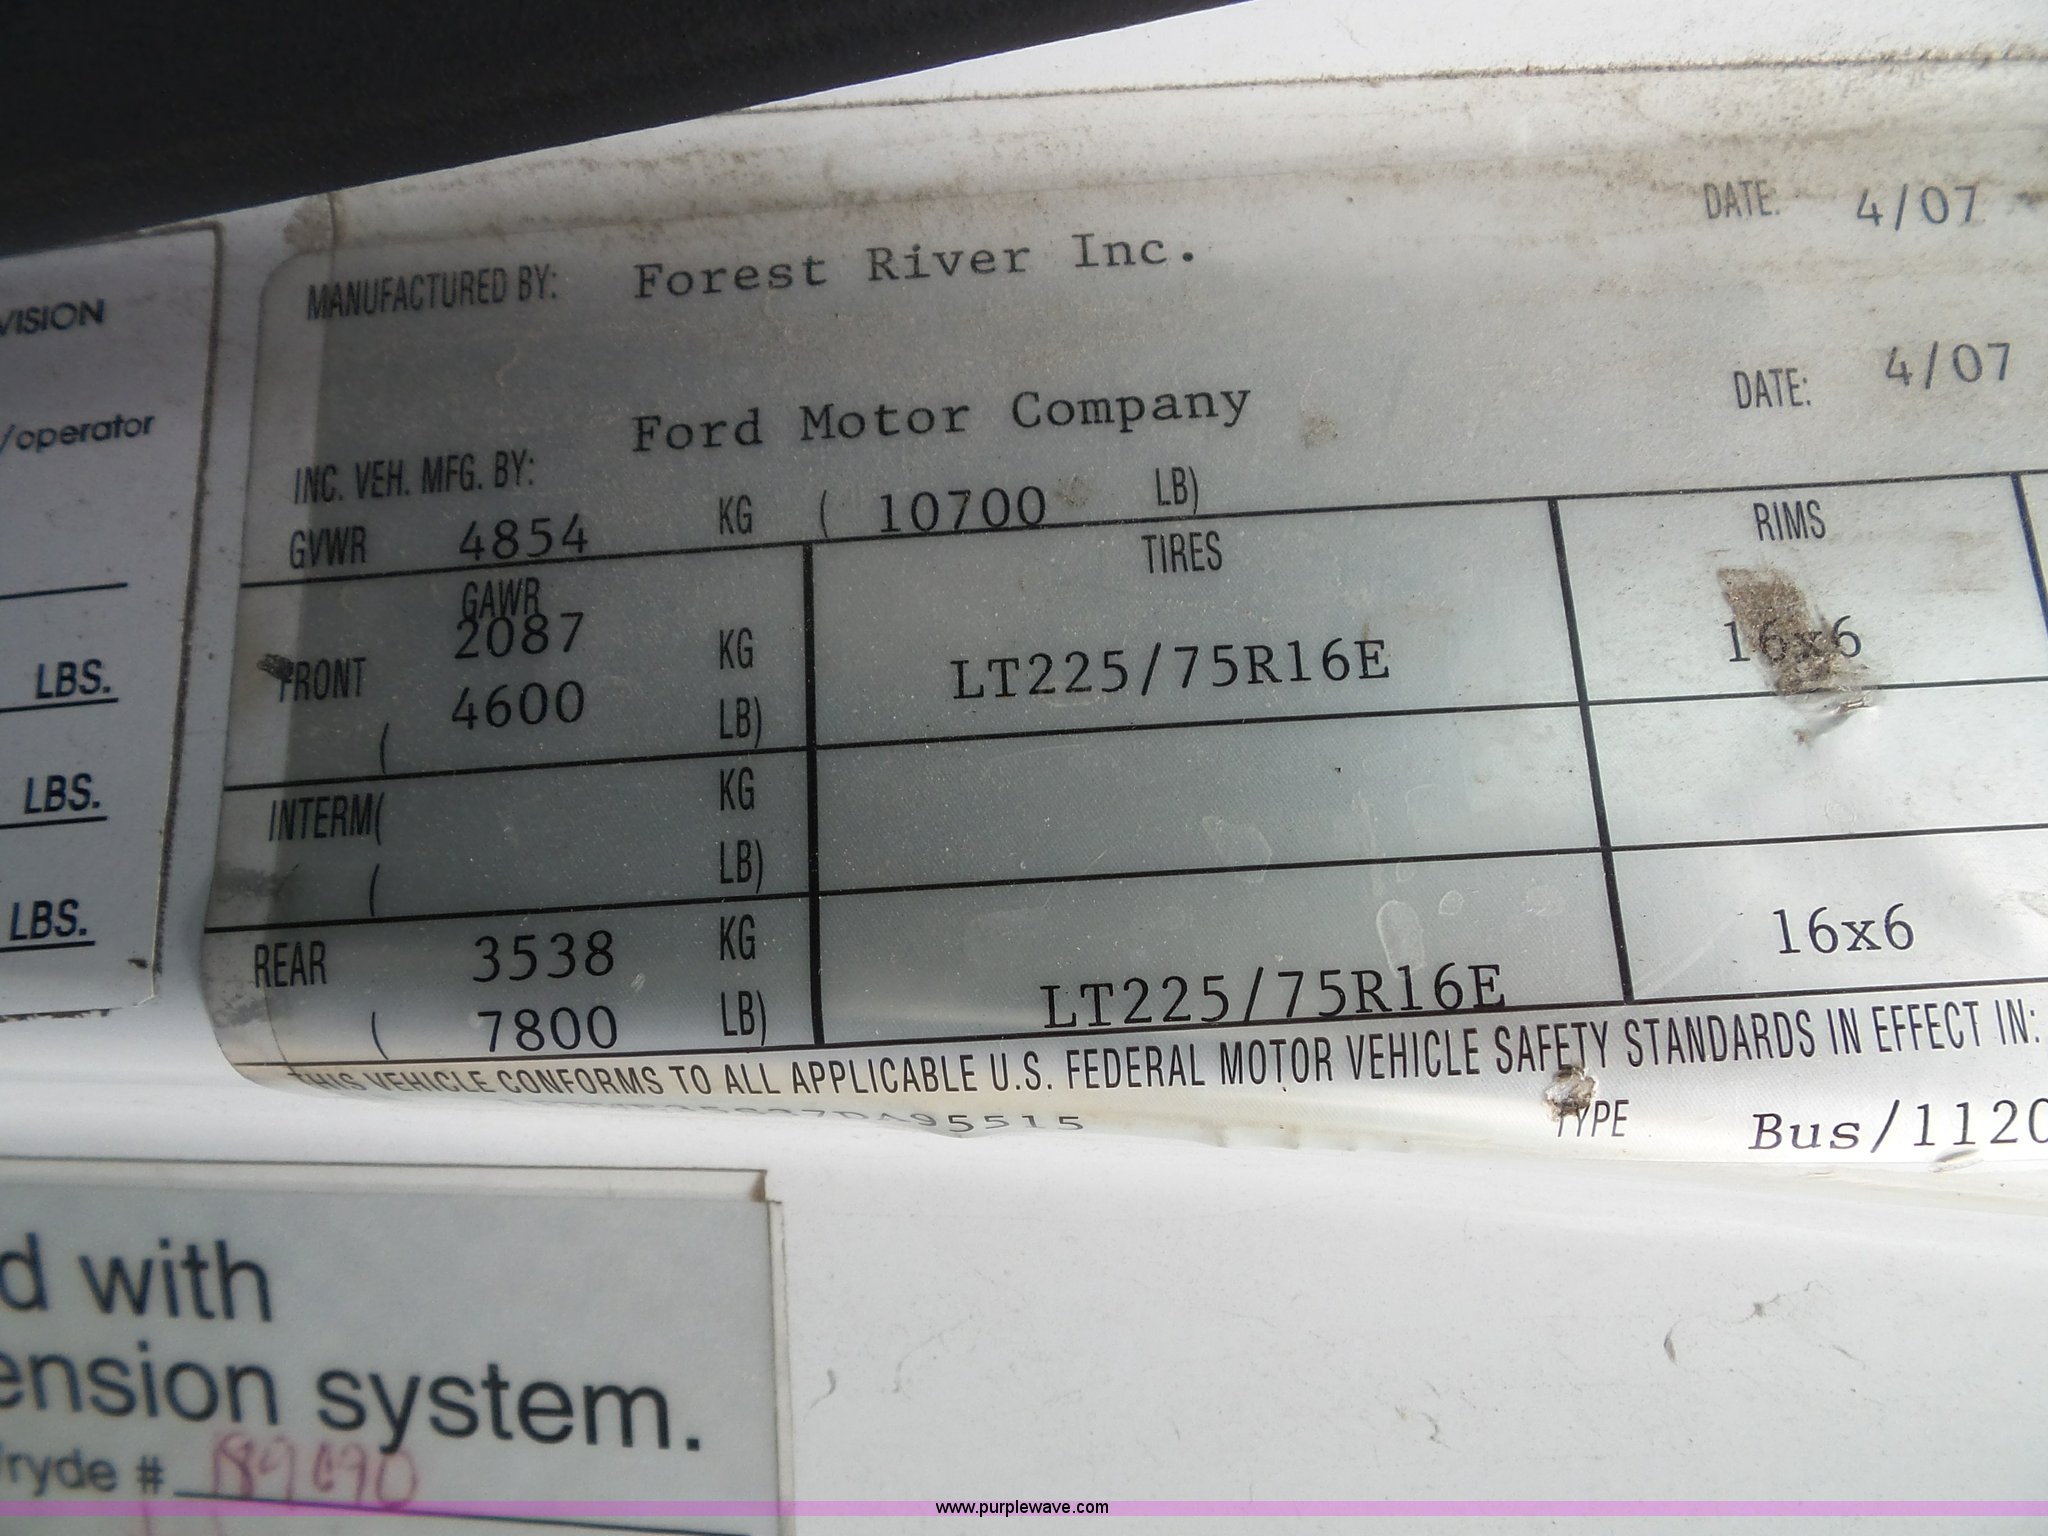 DATE: 4/07
MANUFACTURED BY: Forest River Inc.
DATE: 4/07
INC. VEH. MFG. BY: Ford Motor Company
GVWR 4854 KG ( 10700 LB)
GAWR TIRES RIMS
FRONT 2087 KG LT225/75R16E 16x6
( 4600 LB)
INTERM( KG
( LB)
REAR 3538 KG LT225/75R16E 16x6
( 7800 LB)
THIS VEHICLE CONFORMS TO ALL APPLICABLE U.S. FEDERAL MOTOR VEHICLE SAFETY STANDARDS IN EFFECT IN:
TYPE Bus/1120
VISION
/operator
LBS.
LBS.
LBS.
d with
ension system.
ryde #
www.purplewave.com